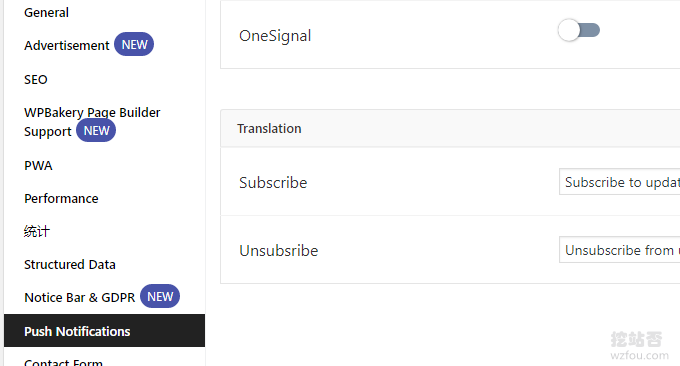 General
Advertisement NEW
SEO
WPBakery Page Builder
Support NEW
PWA
Performance
统计
Structured Data
Notice Bar & GDPR NEW
Push Notifications
Contact Form
OneSignal
Translation
Subscribe
Subscribe to updat
Unsubsribe
Unsubscribe from u
挖站否
wzfou.com